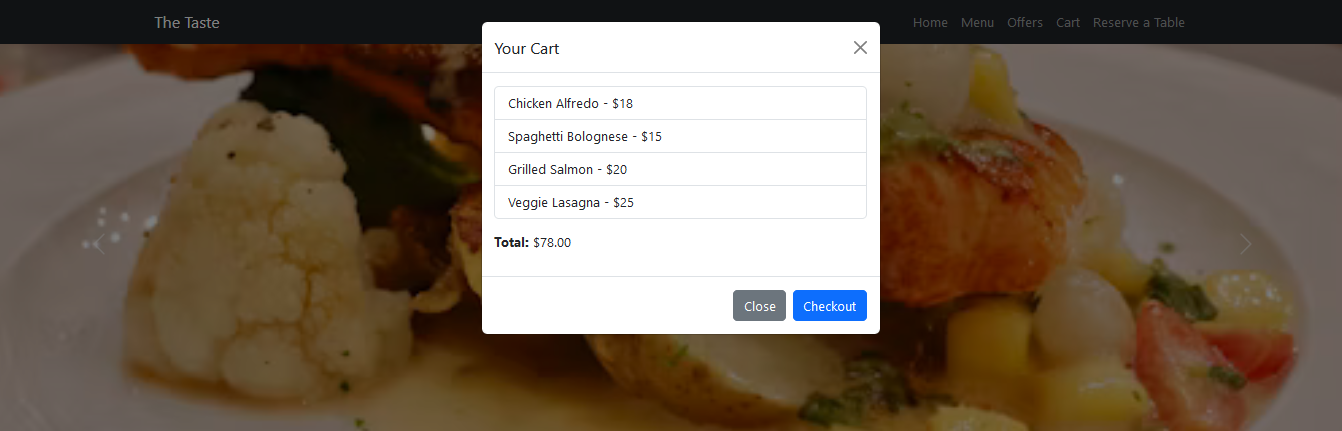 The Taste
Home Menu Offers Cart Reserve a Table
Your Cart
Chicken Alfredo - $18
Spaghetti Bolognese - $15
Grilled Salmon - $20
Veggie Lasagna - $25
Total: $78.00
Close Checkout